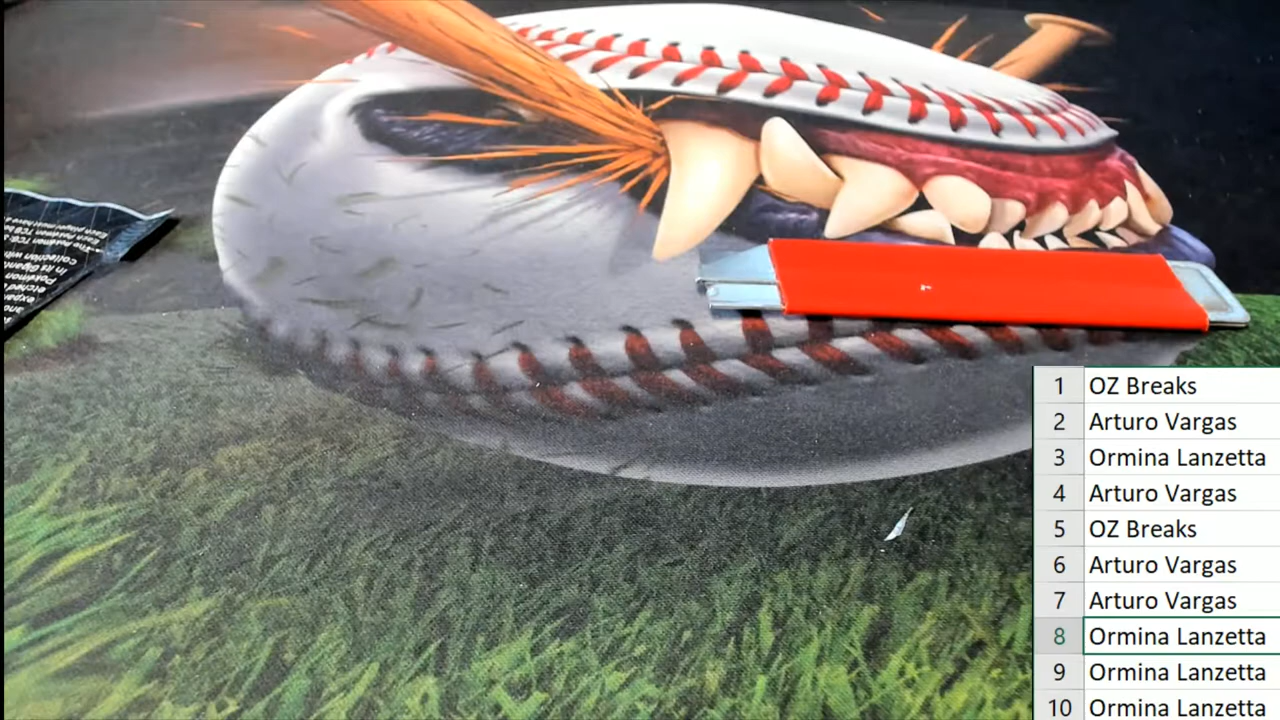 1 OZ Breaks
2 Arturo Vargas
3 Ormina Lanzetta
4 Arturo Vargas
5 OZ Breaks
6 Arturo Vargas
7 Arturo Vargas
8 Ormina Lanzetta
9 Ormina Lanzetta
10 Ormina Lanzetta